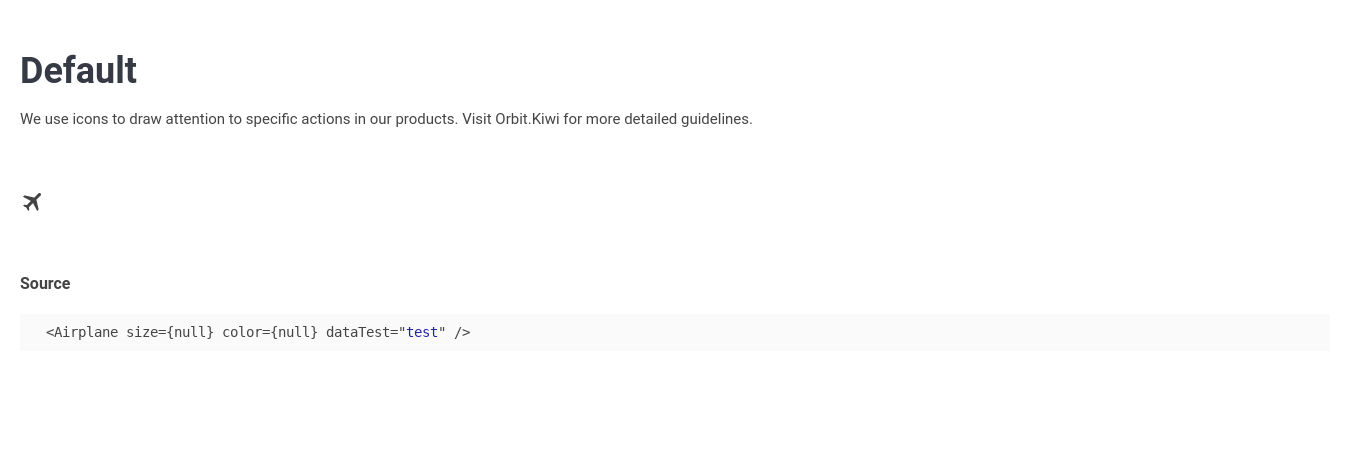 Default
We use icons to draw attention to specific actions in our products. Visit Orbit.Kiwi for more detailed guidelines.
Source
<Airplane size={null} color={null} dataTest="test" />